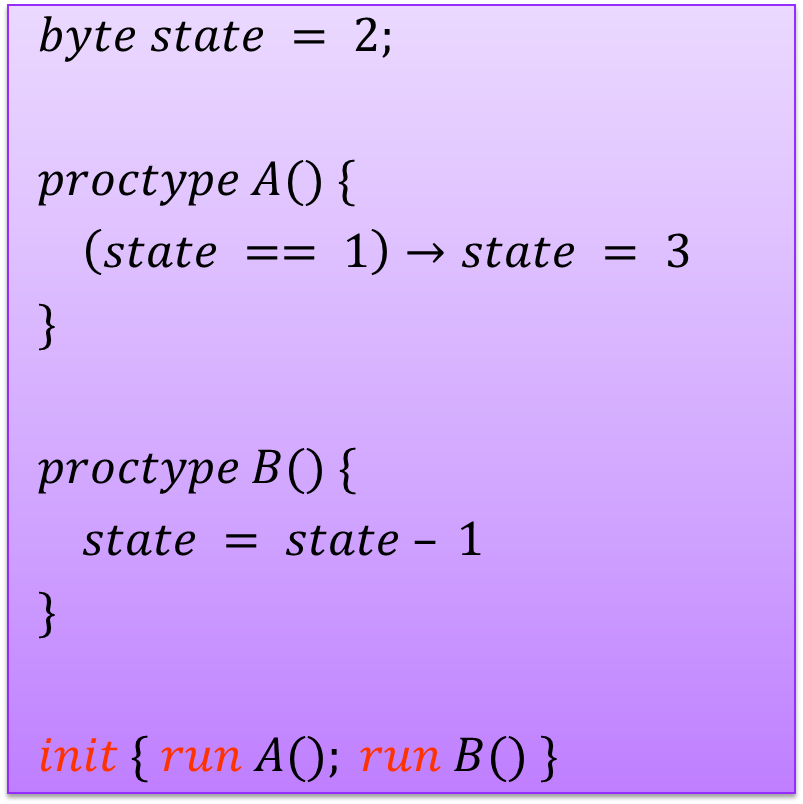 byte state = 2;
proctype A() {
(state == 1) → state = 3
}
proctype B() {
state = state – 1
}
init { run A(); run B() }